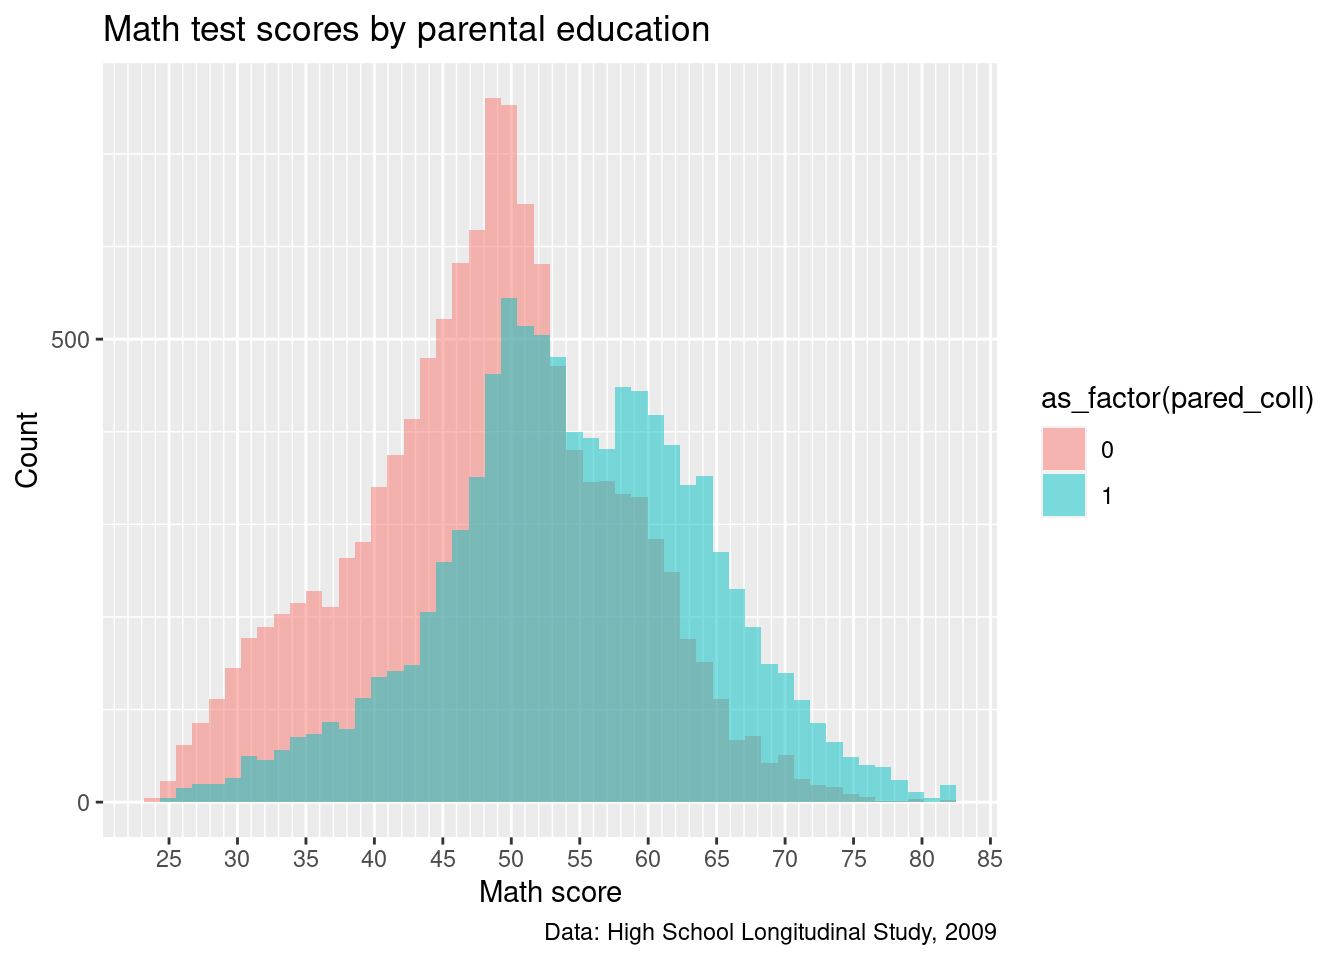 Math test scores by parental education
500
0
Count
25 30 35 40 45 50 55 60 65 70 75 80 85
Math score
Data: High School Longitudinal Study, 2009
as_factor(pared_coll)
0
1